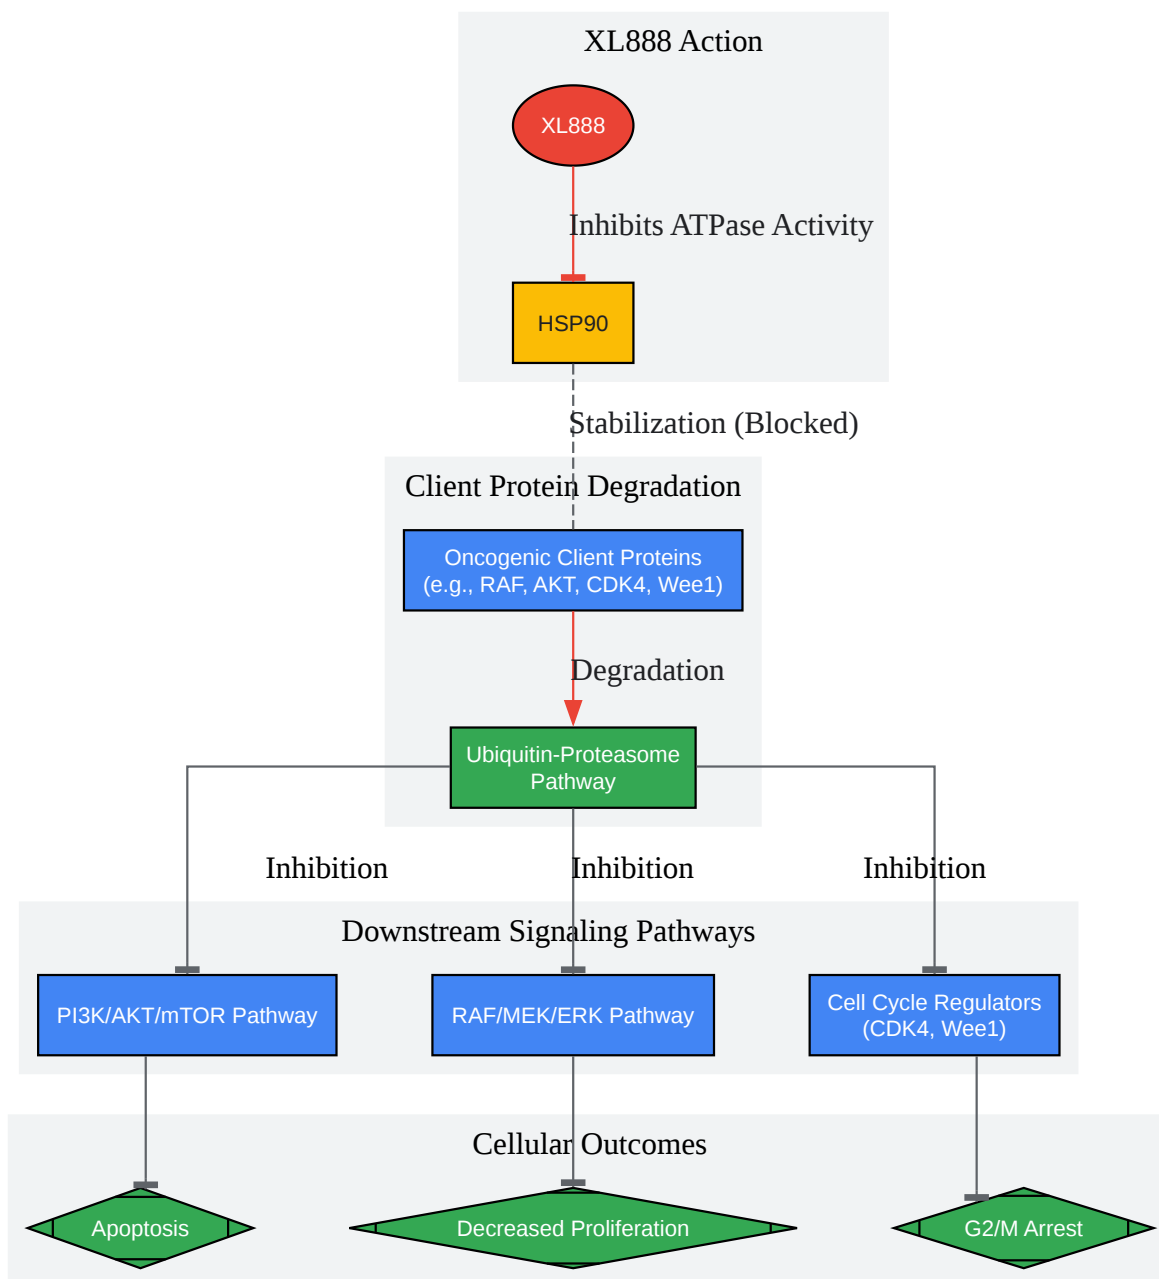 XL888 Action
XL888
Inhibits ATPase Activity
HSP90
Stabilization (Blocked)
Client Protein Degradation
Oncogenic Client Proteins
(e.g., RAF, AKT, CDK4, Wee1)
Degradation
Ubiquitin-Proteasome
Pathway
Inhibition
Inhibition
Inhibition
Downstream Signaling Pathways
PI3K/AKT/mTOR Pathway
RAF/MEK/ERK Pathway
Cell Cycle Regulators
(CDK4, Wee1)
Cellular Outcomes
Apoptosis
Decreased Proliferation
G2/M Arrest